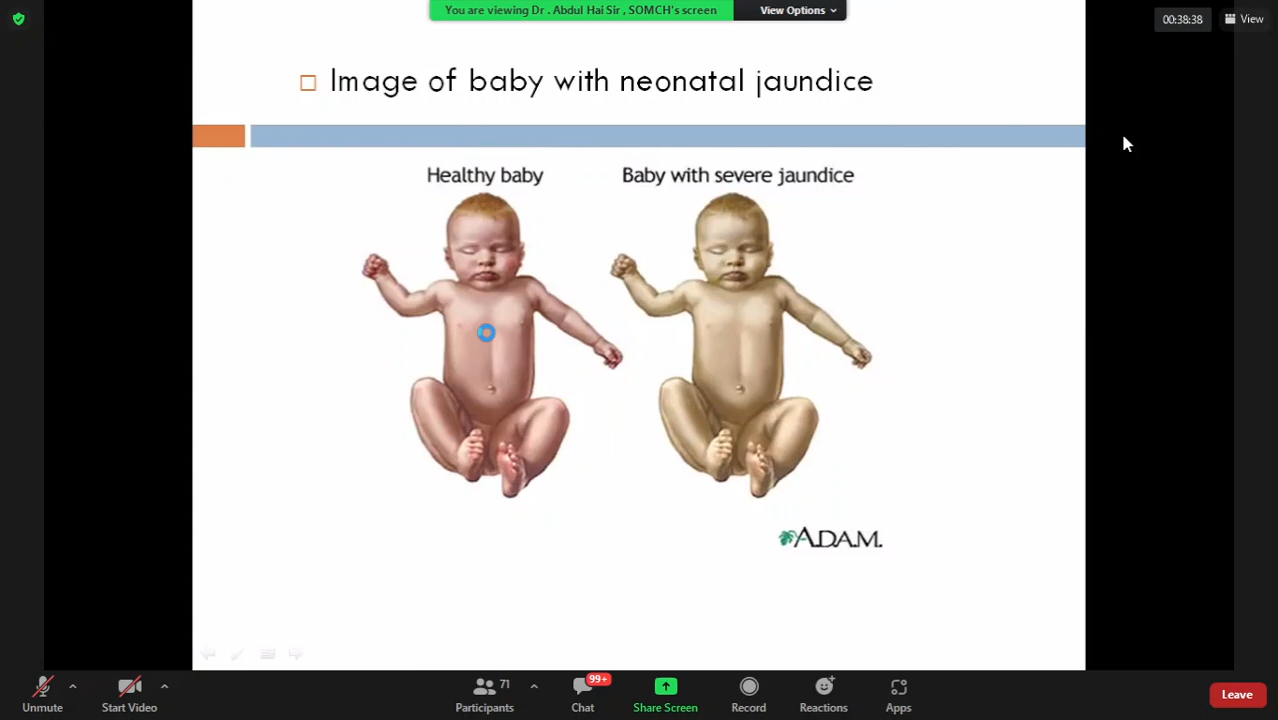 You are viewing Dr . Abdul Hai Sir , SOMCH's screen
View Options
00:38:38
View
Image of baby with neonatal jaundice
Healthy baby
Baby with severe jaundice
A.D.A.M.
Unmute
Start Video
71
Participants
99+
Chat
Share Screen
Record
Reactions
Apps
Leave